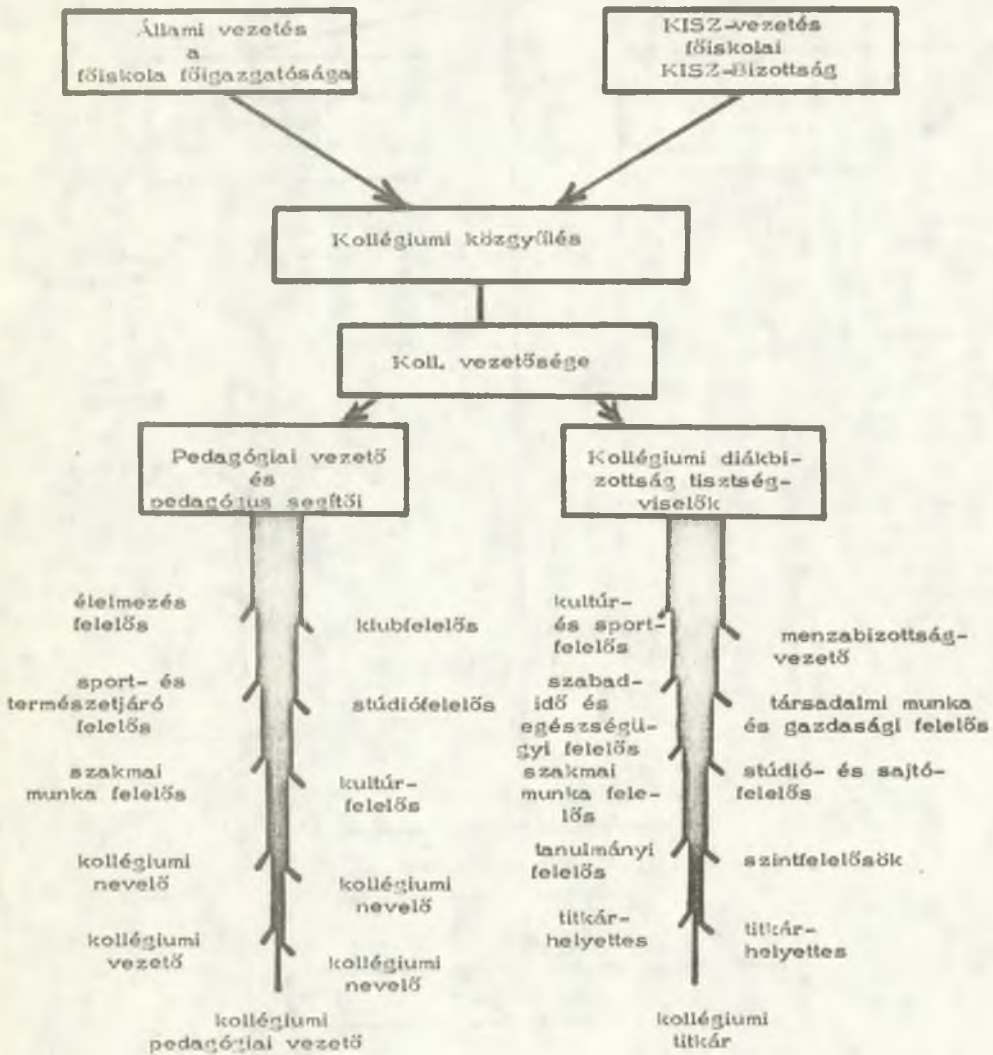 Állami vezetés
a
főiskola főigazgatósága
KISZ-vezetés
főiskolai
KISZ-Bizottság
Kollégiumi közgyűlés
Koll. vezetősége
Pedagógiai vezető
és
pedagógus segítői
Kollégiumi diákbi-
zottság tisztség-
viselők
élelmezés
felelős
klubfelelős
sport- és
természetjáró
felelős
stúdiófelelős
szakmai
munka felelős
kultúr-
felelős
kollégiumi
nevelő
kollégiumi
nevelő
kollégiumi
vezető
kollégiumi
nevelő
kollégiumi
pedagógiai vezető
kultúr-
és sport-
felelős
menzabizottság-
vezető
szabad-
idő és
egészségü-
gyi felelős
társadalmi munka
és gazdasági felelős
szakmai
munka fele-
lős
stúdió- és sajtó-
felelős
tanulmányi
felelős
szintfelelősök
titkár-
helyettes
titkár-
helyettes
kollégiumi
titkár